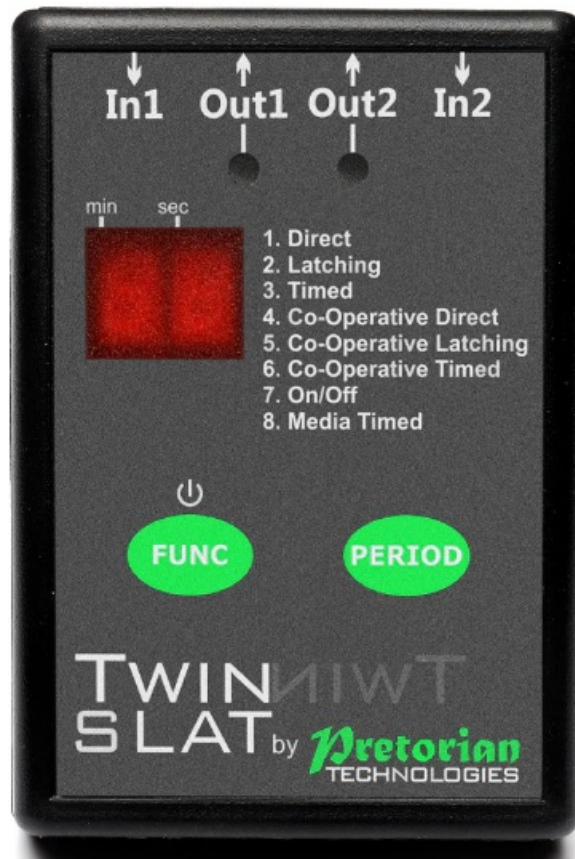 In1 Out1 Out2 In2
min sec
1. Direct
2. Latching
3. Timed
4. Co-Operative Direct
5. Co-Operative Latching
6. Co-Operative Timed
7. On/Off
8. Media Timed
FUNC PERIOD
TWIN TWIN
SLAT by Pretorian
TECHNOLOGIES